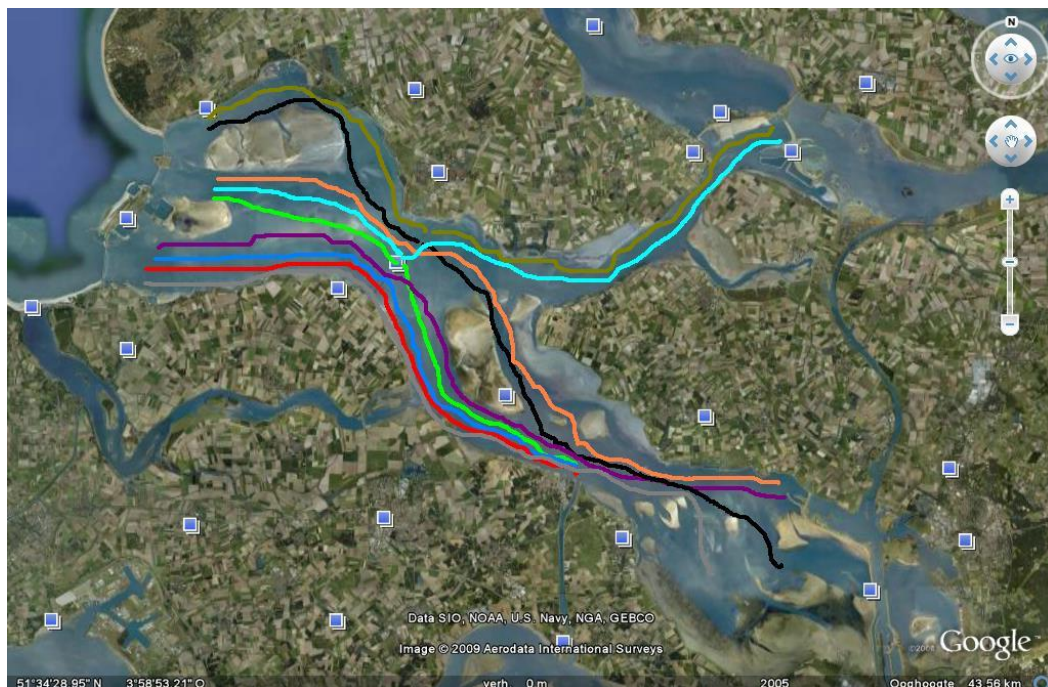 N
Data SIO, NOAA, U.S. Navy, NGA, GEBCO
Image © 2009 Aerodata International Surveys
Google
51°34'28.95" N 3°58'53.21" O verh. 0 m 2005 Ooghoogte 43.56 km